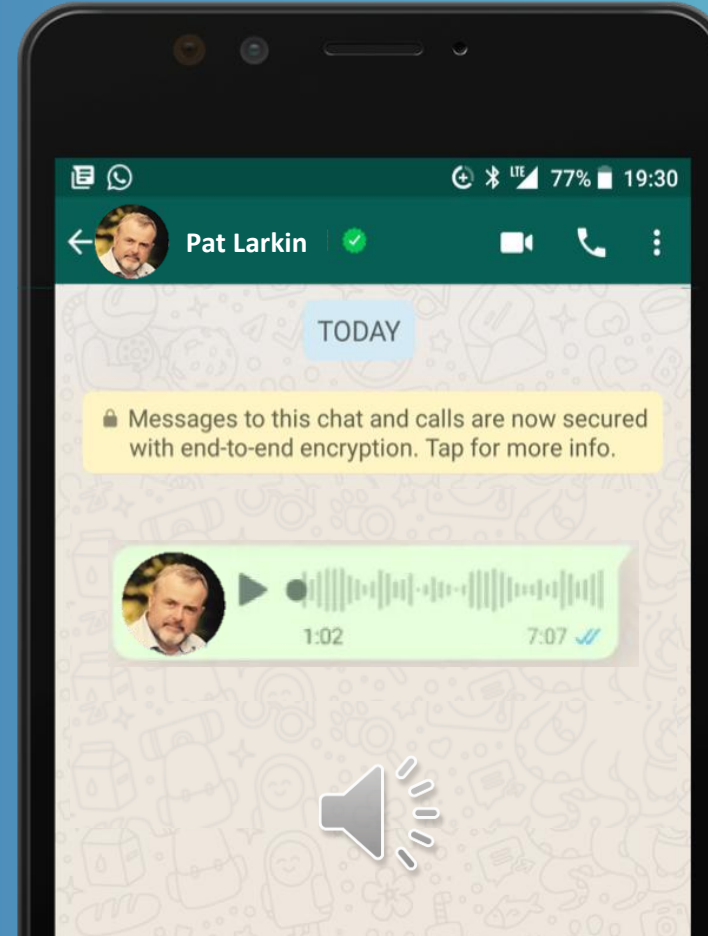 LTE 77% 19:30
Pat Larkin
TODAY
Messages to this chat and calls are now secured
with end-to-end encryption. Tap for more info.
1:02 7:07